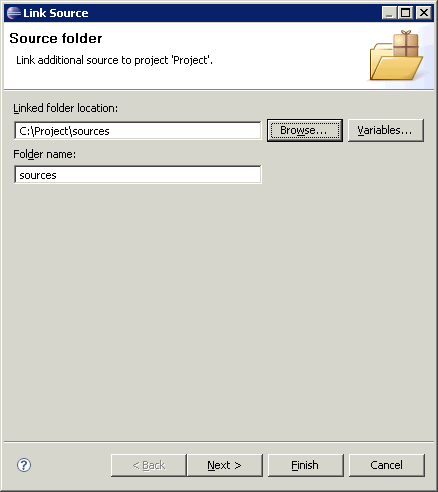 Link Source
Source folder
Link additional source to project 'Project'.
Linked folder location:
C:\Project\sources
Browse...
Variables...
Folder name:
sources
?
< Back
Next >
Finish
Cancel